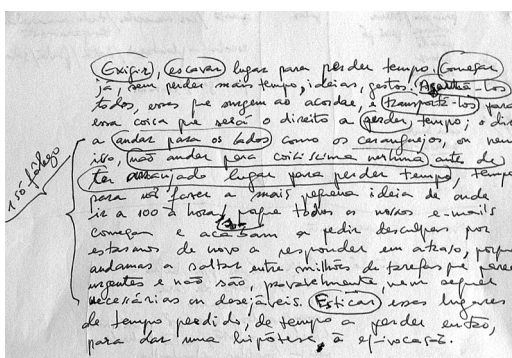 Exigir, escavar lugar para perder tempo. Começar
já, sem perder mais tempo, ideias, gestos. Agarrá-los
todos, esses que surgem ao acordar, e transportá-los para
essa coisa que será o direito a perder tempo; o dir
a andar para os lados como os caranguejos, ou nem
isso, não andar para coisíssima nenhuma antes de
ter arranjado lugar para perder tempo, tempo
para não fazer a mais pequena ideia de onde
ir a 100 à hora, todos os nossos e-mails
começam e acabam a pedir desculpas por
estarmos de novo a responder em atraso, porque
andamos a saltar entre milhões de tarefas que parec
urgentes e não são, provavelmente, nem sequer
necessárias ou desejáveis. Esticar esses lugares
de tempo perdido, de tempo a perder então,
para dar uma hipótese à equivocação.
1 só fôlego